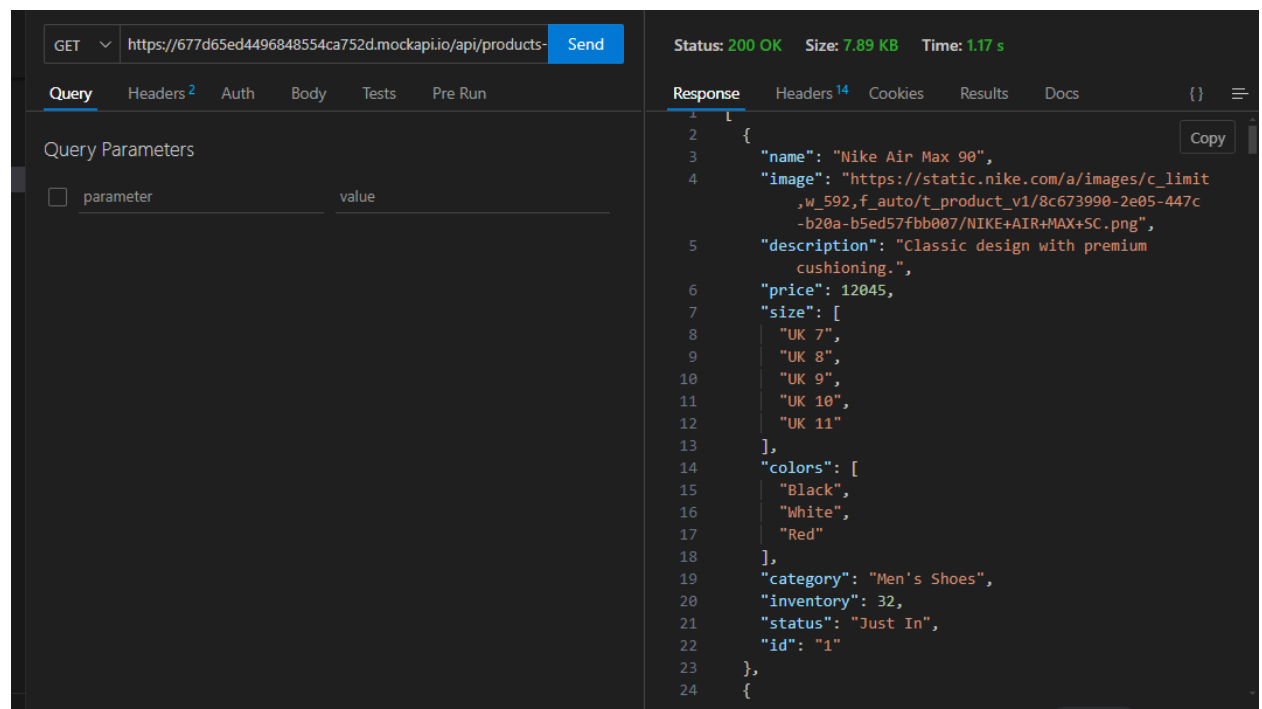 GET https://677d65ed4496848554ca752d.mockapi.io/api/products- Send
Query Headers 2 Auth Body Tests Pre Run
Query Parameters
parameter value
Status: 200 OK Size: 7.89 KB Time: 1.17 s
Response Headers 14 Cookies Results Docs {}
Copy
1 [
2 {
3 "name": "Nike Air Max 90",
4 "image": "https://static.nike.com/a/images/c_limit
,w_592,f_auto/t_product_v1/8c673990-2e05-447c
-b20a-b5ed57fbb007/NIKE+AIR+MAX+SC.png",
5 "description": "Classic design with premium
cushioning.",
6 "price": 12045,
7 "size": [
8 "UK 7",
9 "UK 8",
10 "UK 9",
11 "UK 10",
12 "UK 11"
13 ],
14 "colors": [
15 "Black",
16 "White",
17 "Red"
18 ],
19 "category": "Men's Shoes",
20 "inventory": 32,
21 "status": "Just In",
22 "id": "1"
23 },
24 {